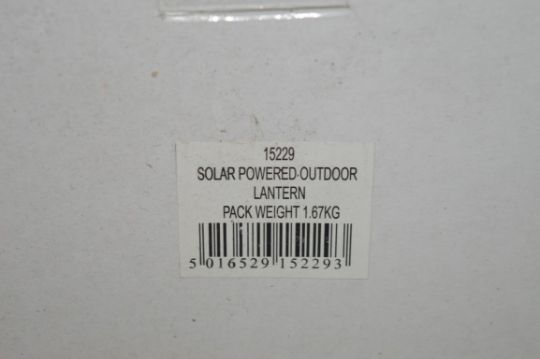 15229
SOLAR POWERED OUTDOOR
LANTERN
PACK WEIGHT 1.67KG
5 016529 152293